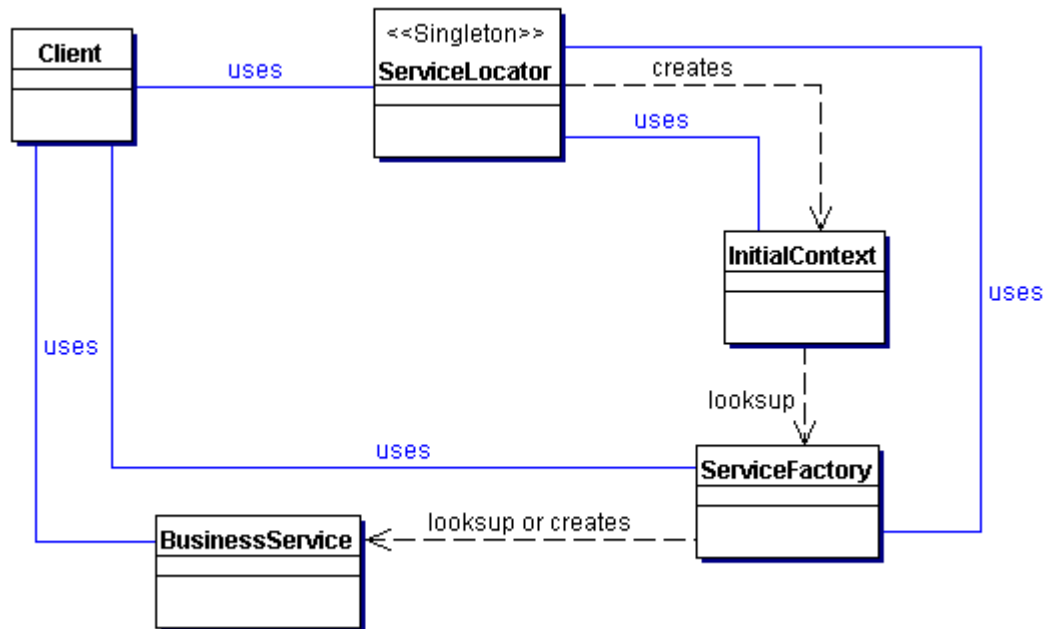 <<Singleton>>
Client
ServiceLocator
uses
creates
uses
InitialContext
uses
uses
looksup
uses
ServiceFactory
looksup or creates
BusinessService